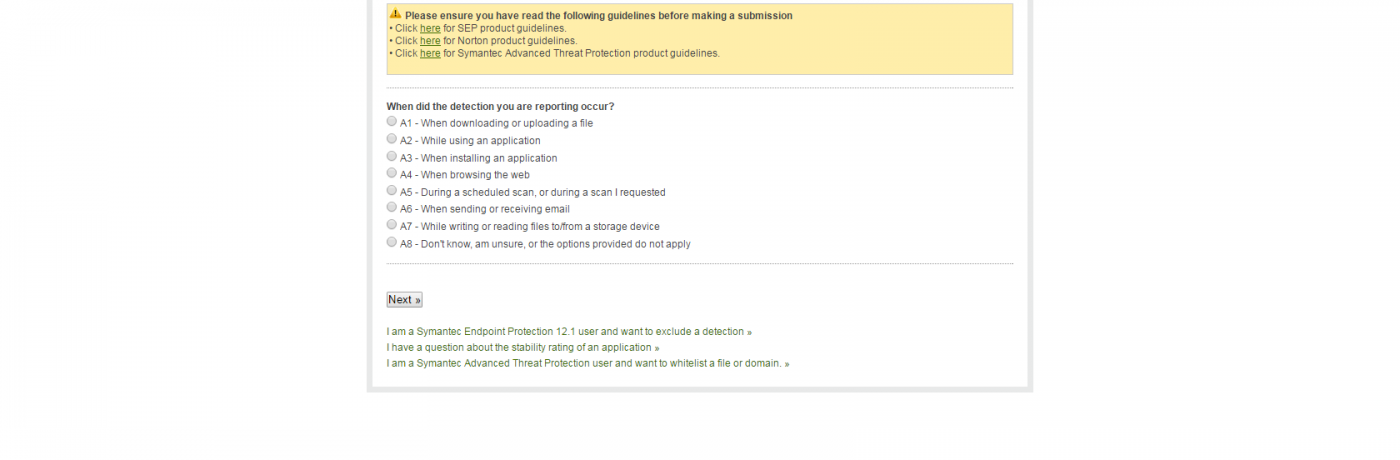 Please ensure you have read the following guidelines before making a submission
• Click here for SEP product guidelines.
• Click here for Norton product guidelines.
• Click here for Symantec Advanced Threat Protection product guidelines.
When did the detection you are reporting occur?
A1 - When downloading or uploading a file
A2 - While using an application
A3 - When installing an application
A4 - When browsing the web
A5 - During a scheduled scan, or during a scan I requested
A6 - When sending or receiving email
A7 - While writing or reading files to/from a storage device
A8 - Don't know, am unsure, or the options provided do not apply
Next »
I am a Symantec Endpoint Protection 12.1 user and want to exclude a detection »
I have a question about the stability rating of an application »
I am a Symantec Advanced Threat Protection user and want to whitelist a file or domain. »